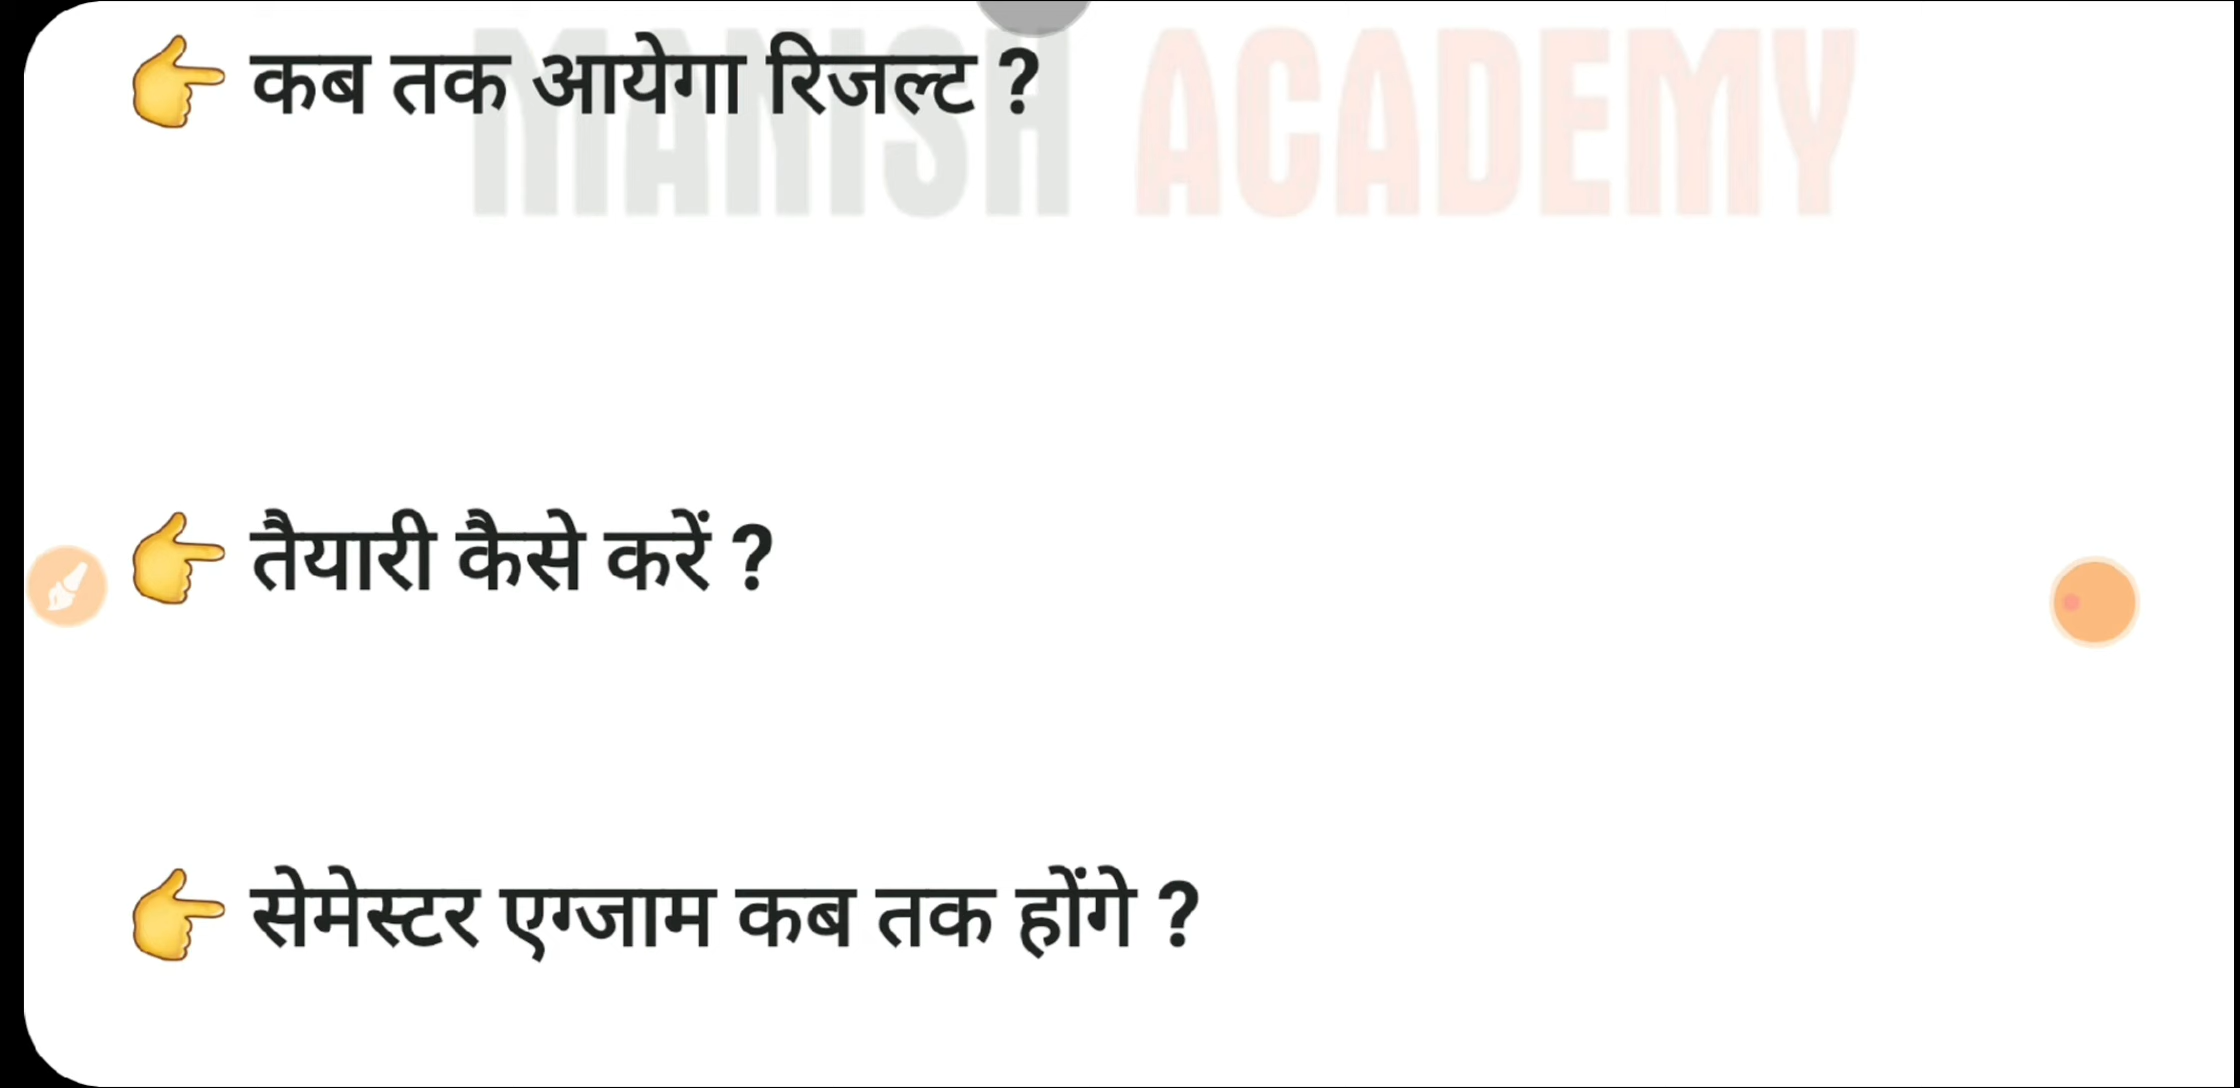 MANISH ACADEMY
👉 कब तक आयेगा रिजल्ट ?
👉 तैयारी कैसे करें ?
👉 सेमेस्टर एग्जाम कब तक होंगे ?